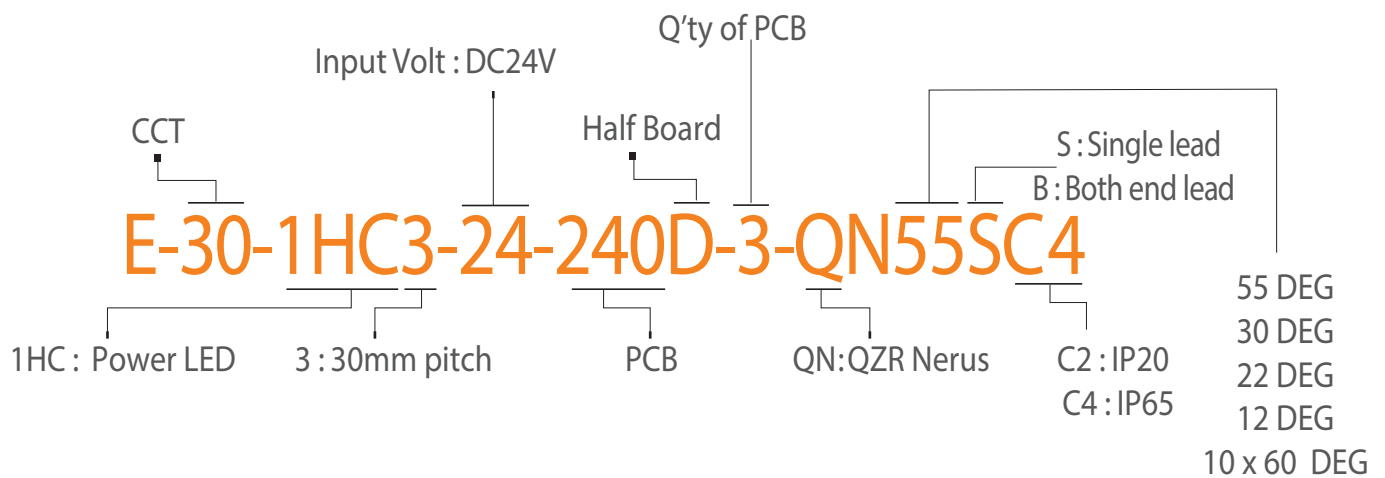 Q'ty of PCB
Input Volt : DC24V
CCT
Half Board
S : Single lead
B : Both end lead
E-30-1HC3-24-240D-3-QN55SC4
1HC : Power LED
3 : 30mm pitch
PCB
QN:QZR Nerus
C2 : IP20
C4 : IP65
55 DEG
30 DEG
22 DEG
12 DEG
10 x 60 DEG